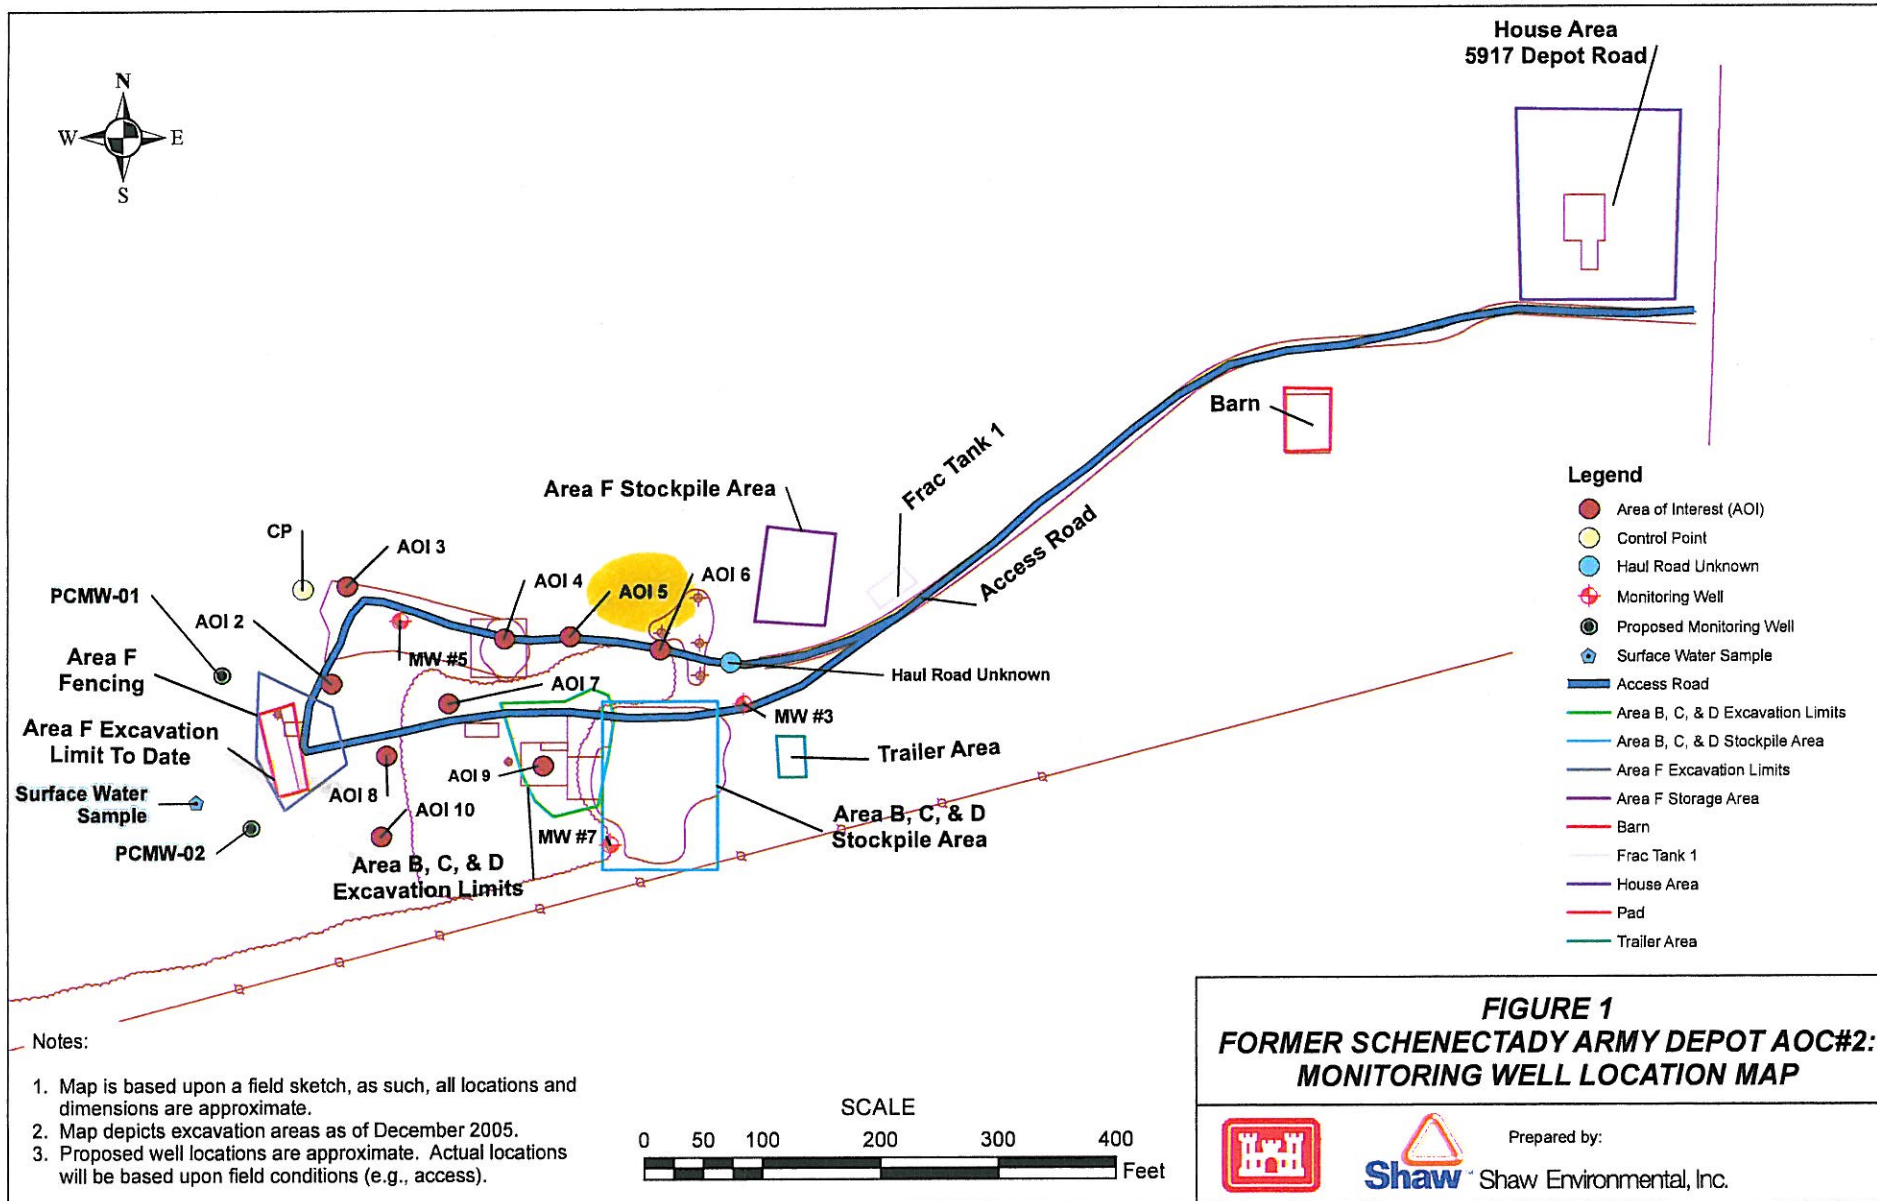 House Area
5917 Depot Road
N
W
E
S
Barn
Frac Tank 1
Access Road
Area F Stockpile Area
CP
AOI 3
AOI 4
AOI 5
AOI 6
PCMW-01
AOI 2
MW #5
Haul Road Unknown
Area F
Fencing
AOI 7
MW #3
Area F Excavation
Limit To Date
Trailer Area
AOI 9
AOI 8
Surface Water
Sample
AOI 10
MW #7
Area B, C, & D
Stockpile Area
PCMW-02
Area B, C, & D
Excavation Limits
Legend
Area of Interest (AOI)
Control Point
Haul Road Unknown
Monitoring Well
Proposed Monitoring Well
Surface Water Sample
Access Road
Area B, C, & D Excavation Limits
Area B, C, & D Stockpile Area
Area F Excavation Limits
Area F Storage Area
Barn
Frac Tank 1
House Area
Pad
Trailer Area
Notes:
1. Map is based upon a field sketch, as such, all locations and
dimensions are approximate.
2. Map depicts excavation areas as of December 2005.
3. Proposed well locations are approximate. Actual locations
will be based upon field conditions (e.g., access).
SCALE
0 50 100 200 300 400
Feet
FIGURE 1
FORMER SCHENECTADY ARMY DEPOT AOC#2:
MONITORING WELL LOCATION MAP
Shaw
Prepared by:
Shaw Environmental, Inc.